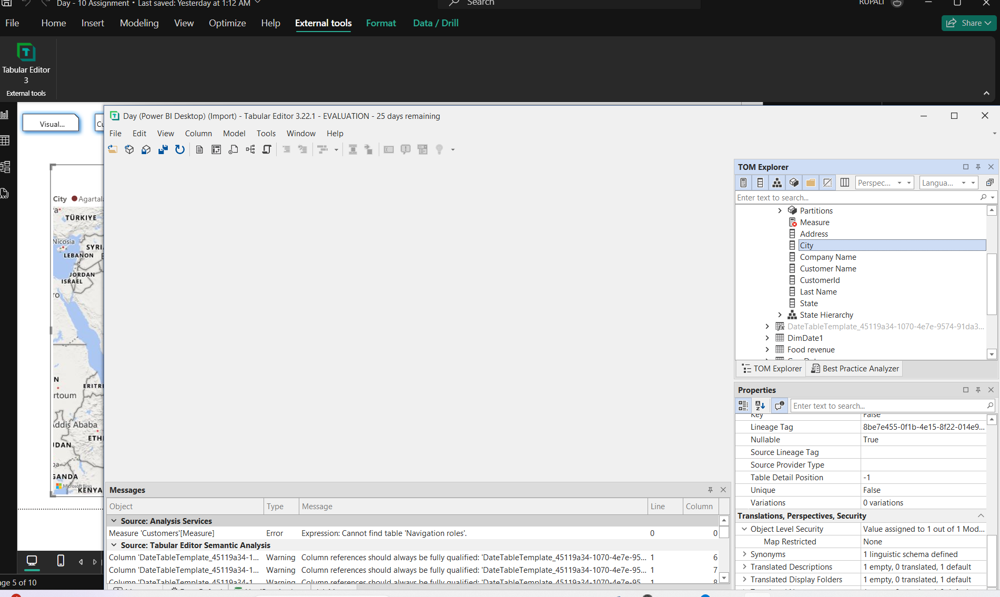 Day - 10 Assignment • Last saved: Yesterday at 1:12 AM
Search
RUPALI
File Home Insert Modeling View Optimize Help External tools Format Data / Drill
Share
Tabular Editor
3
External tools
Visual...
City Agartal
TÜRKIYE
Nicosia
SYRI
LEBANON
JORDAN
ISRAEL
ERITRI
rtoum
Addis Ababa
ETHI
JDAN
GANDA
Microsoft Bing
KENYA
age 5 of 10
Day (Power BI Desktop) (Import) - Tabular Editor 3.22.1 - EVALUATION - 25 days remaining
File Edit View Column Model Tools Window Help
TOM Explorer
Perspec...
Langua...
Enter text to search...
Partitions
Measure
Address
City
Company Name
Customer Name
CustomerId
Last Name
State
State Hierarchy
DateTableTemplate_45119a34-1070-4e7e-9574-91da3...
DimDate1
Food revenue
TOM Explorer
Best Practice Analyzer
Properties
Enter text to search...
Key False
Lineage Tag 8be7e455-0f1b-4e15-8f22-014e9...
Nullable True
Source Lineage Tag
Source Provider Type
Table Detail Position -1
Unique False
Variations 0 variations
Translations, Perspectives, Security
Object Level Security Value assigned to 1 out of 1 Mod...
Map Restricted None
Synonyms 1 linguistic schema defined
Translated Descriptions 1 empty, 0 translated, 1 default
Translated Display Folders 1 empty, 0 translated, 1 default
Messages
Object Type Message Line Column
Source: Analysis Services
Measure 'Customers'[Measure] Error Expression: Cannot find table 'Navigation roles'. 0 0
Source: Tabular Editor Semantic Analysis
Column 'DateTableTemplate_45119a34-1... Warning Column references should always be fully qualified: 'DateTableTemplate_45119a34-1070-4e7e-95... 1 6
Column 'DateTableTemplate_45119a34-1... Warning Column references should always be fully qualified: 'DateTableTemplate_45119a34-1070-4e7e-95... 1 7
Column 'DateTableTemplate_45119a34-1... Warning Column references should always be fully qualified: 'DateTableTemplate_45119a34-1070-4e7e-95... 1 8